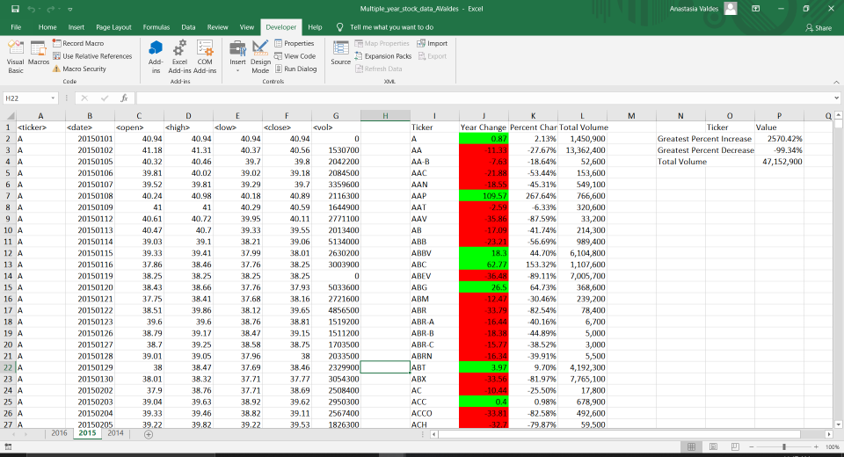 Multiple_year_stock_data_AValdes - Excel
Anastasia Valdes
File Home Insert Page Layout Formulas Data Review View Developer Help Tell me what you want to do Share
Visual Basic
Macros
Record Macro
Use Relative References
Macro Security
Code
Add-ins
Excel Add-ins
COM Add-ins
Add-ins
Insert
Design Mode
Properties
View Code
Run Dialog
Controls
Source
Map Properties
Expansion Packs
Refresh Data
Import
Export
XML
H22 fx
A B C D E F G H I J K L M N O P Q
1 <ticker> <date> <open> <high> <low> <close> <vol> Ticker Year Change Percent Char Total Volume Ticker Value
2 A 20150101 40.94 40.94 40.94 40.94 0 A 0.87 2.13% 1,450,900 Greatest Percent Increase 2570.42%
3 A 20150102 41.18 41.31 40.37 40.56 1530700 AA -27.67% 13,362,400 Greatest Percent Decrease -99.34%
4 A 20150105 40.32 40.46 39.7 39.8 2042200 AA-B -7.63 -18.64% 52,600 Total Volume 47,152,900
5 A 20150106 39.81 40.02 39.02 39.18 2084500 AAC -21.88 -53.44% 153,600
6 A 20150107 39.52 39.81 39.29 39.7 3359600 AAN -18.55 -45.31% 549,100
7 A 20150108 40.24 40.98 40.18 40.89 2116300 AAP 109.57 267.64% 766,600
8 A 20150109 41 41 40.29 40.59 1644900 AAT -2.59 -6.33% 320,600
9 A 20150112 40.61 40.72 39.95 40.11 2771100 AAV -35.86 -87.59% 33,200
10 A 20150113 40.47 40.7 39.33 39.55 2013400 AB -17.09 -41.74% 214,300
11 A 20150114 39.03 39.1 38.21 39.06 5134000 ABB -23.21 -56.69% 989,400
12 A 20150115 39.33 39.41 37.99 38.01 2630200 ABBV 18.3 44.70% 6,104,800
13 A 20150116 37.86 38.46 37.76 38.25 3003900 ABC 62.77 153.32% 1,107,600
14 A 20150119 38.25 38.25 38.25 38.25 0 ABEV -36.48 -89.11% 7,005,700
15 A 20150120 38.43 38.66 37.76 37.93 5033600 ABG 26.5 64.73% 368,600
16 A 20150121 37.75 38.41 37.68 38.16 2721600 ABM -12.47 -30.46% 239,200
17 A 20150122 38.51 39.86 38.12 39.65 4856500 ABR -33.79 -82.54% 78,400
18 A 20150123 39.6 39.6 38.76 38.81 1519200 ABR-A -16.44 -40.16% 6,700
19 A 20150126 38.79 39.17 38.47 39.15 1511200 ABR-B -18.38 -44.89% 5,000
20 A 20150127 38.7 39.25 38.58 38.75 1703500 ABR-C -15.77 -38.52% 3,000
21 A 20150128 39.01 39.05 37.96 38 2033500 ABRN -16.34 -39.91% 5,500
22 A 20150129 38 38.47 37.69 38.46 2329900 ABT 3.97 9.70% 4,192,300
23 A 20150130 38.01 38.32 37.71 37.77 3054300 ABX -33.56 -81.97% 7,765,100
24 A 20150202 37.9 38.76 37.71 38.69 2508400 AC -10.44 -25.50% 17,800
25 A 20150203 39.04 39.63 38.92 39.62 2950300 ACC 0.4 0.98% 678,900
26 A 20150204 39.33 39.46 38.82 39.11 2567400 ACCO -33.81 -82.58% 492,600
27 A 20150205 39.22 39.82 39.22 39.53 1826300 ACH -32.7 -79.87% 59,500
2016 2015 2014
100%